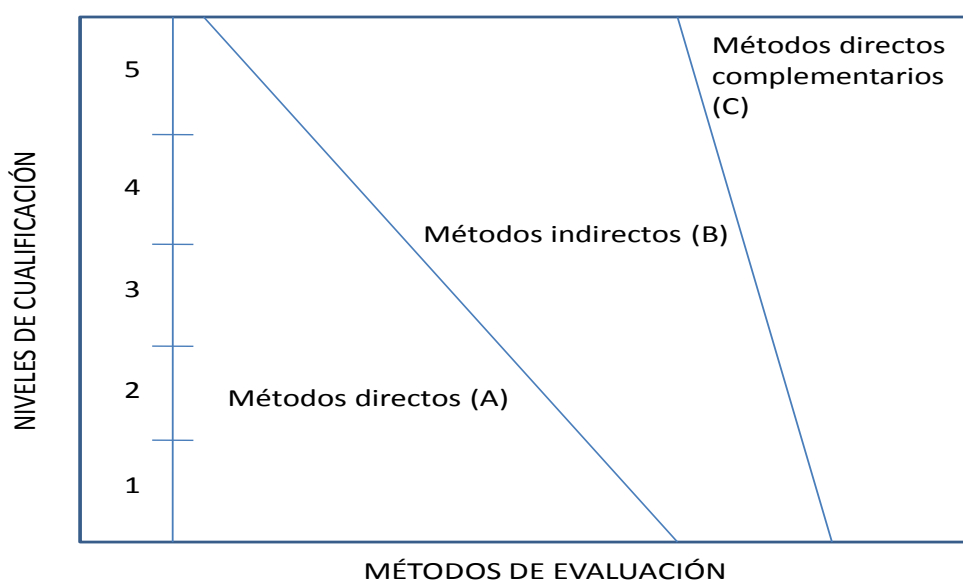 Métodos directos
complementarios
(C)
5
4
Métodos indirectos (B)
3
2
Métodos directos (A)
1
NIVELES DE CUALIFICACIÓN
MÉTODOS DE EVALUACIÓN